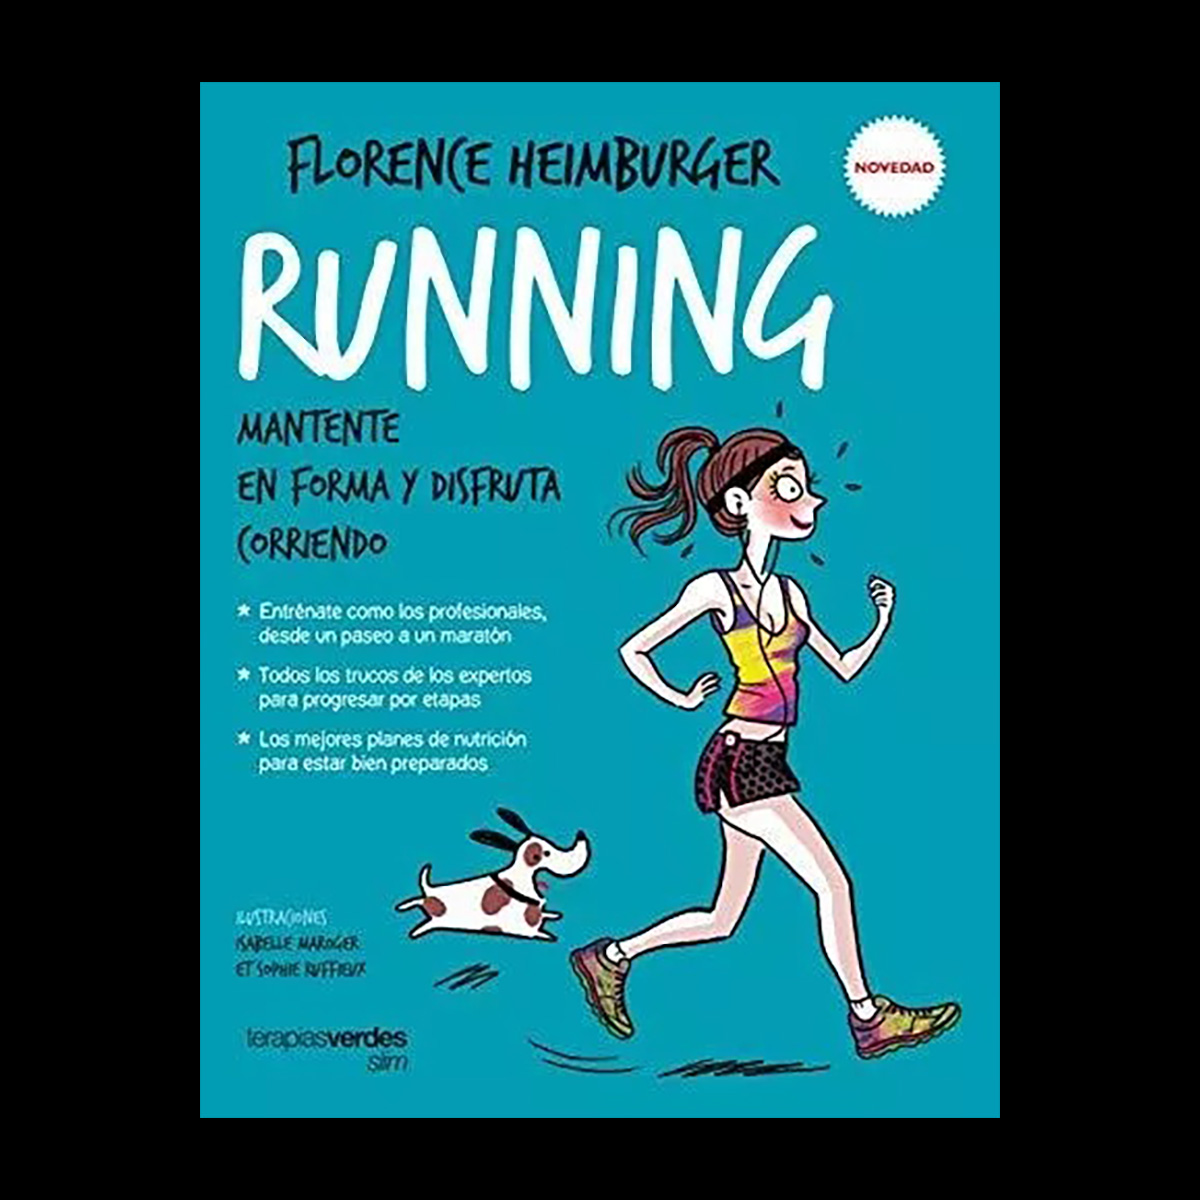 FLORENCE HEIMBURGER
NOVEDAD
RUNNING
MANTENTE
EN FORMA Y DISFRUTA
CORRIENDO
★ Entrénate como los profesionales,
desde un paseo a un maratón
★ Todos los trucos de los expertos
para progresar por etapas
★ Los mejores planes de nutrición
para estar bien preparados
ILUSTRACIONES
ISABELLE MAROGER
ET SOPHIE RUFFIEUX
terapiasverdes
slim